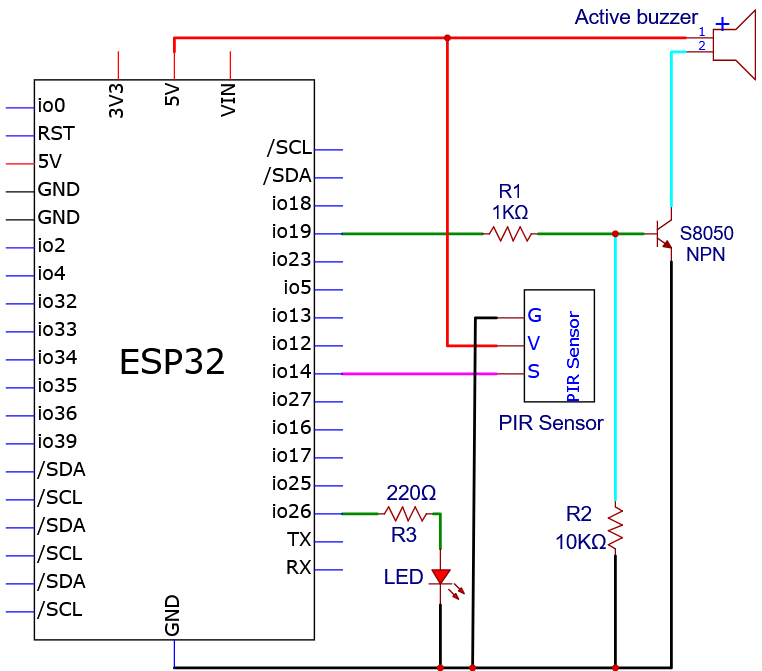 Active buzzer
+
1
2
3V3
5V
VIN
io0
RST
5V
GND
GND
io2
io4
io32
io33
io34
io35
io36
io39
/SDA
/SCL
/SDA
/SCL
/SDA
/SCL
ESP32
GND
/SCL
/SDA
io18
io19
io23
io5
io13
io12
io14
io27
io16
io17
io25
io26
TX
RX
R1
1KΩ
S8050
NPN
G
V
S
PIR Sensor
PIR Sensor
220Ω
R3
LED
R2
10KΩ